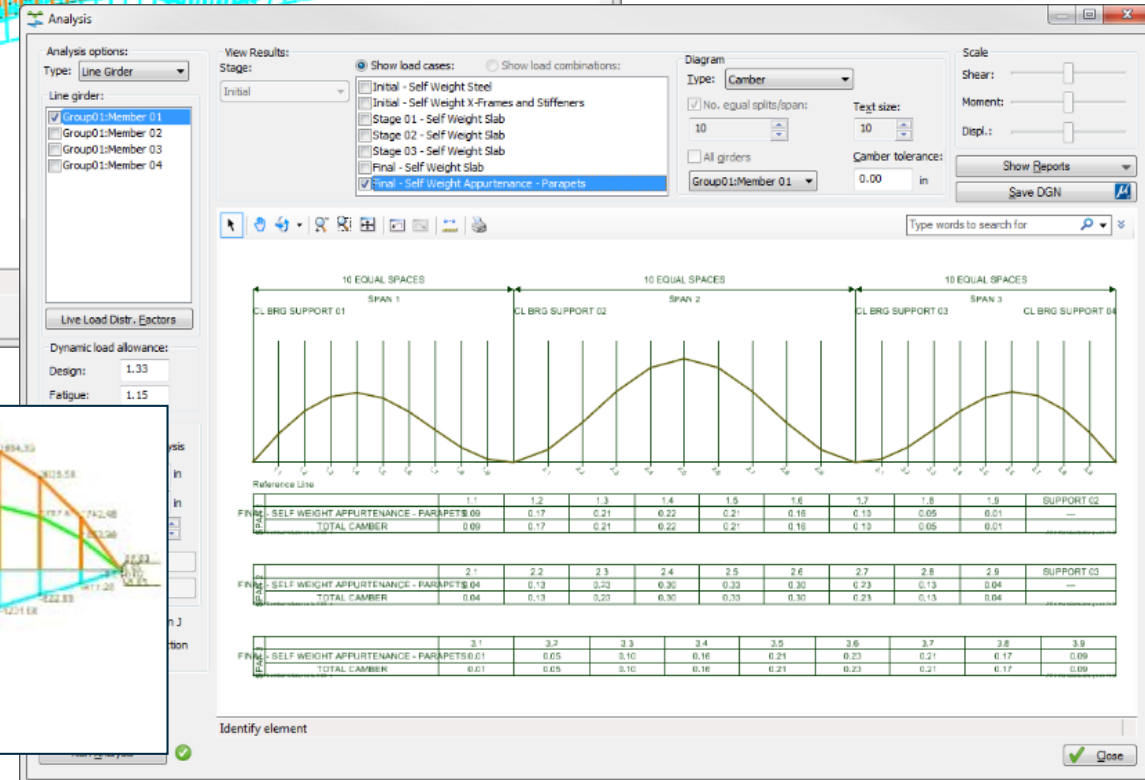 Analysis
Analysis options:
Type: Line Girder
Line girder:
Group01:Member 01
Group01:Member 02
Group01:Member 03
Group01:Member 04
Live Load Distr. Factors
Dynamic load allowance:
Design: 1.33
Fatigue: 1.15
ysis
in
in
n J
tion
View Results:
Stage:
Initial
Show load cases:
Show load combinations:
Initial - Self Weight Steel
Initial - Self Weight X-Frames and Stiffeners
Stage 01 - Self Weight Slab
Stage 02 - Self Weight Slab
Stage 03 - Self Weight Slab
Final - Self Weight Slab
Final - Self Weight Appurtenance - Parapets
Diagram
Type: Camber
No. equal splits/span:
10
Text size:
10
All girders
Camber tolerance:
Group01:Member 01
0.00 in
Scale
Shear:
Moment:
Displ.:
Show Reports
Save DGN
Type words to search for
10 EQUAL SPACES 10 EQUAL SPACES 10 EQUAL SPACES
SPAN 1 SPAN 2 SPAN 3
CL BRG SUPPORT 01 CL BRG SUPPORT 02 CL BRG SUPPORT 03 CL BRG SUPPORT 04
Reference Line
1.1 1.2 1.3 1.4 1.5 1.6 1.7 1.8 1.9 SUPPORT 02
FINAL - SELF WEIGHT APPURTENANCE - PARAPETS 0.09 0.17 0.21 0.22 0.21 0.16 0.10 0.05 0.01 —
TOTAL CAMBER 0.09 0.17 0.21 0.22 0.21 0.16 0.10 0.05 0.01 —
2.1 2.2 2.3 2.4 2.5 2.6 2.7 2.8 2.9 SUPPORT 03
FINAL - SELF WEIGHT APPURTENANCE - PARAPETS 0.04 0.13 0.23 0.30 0.33 0.30 0.23 0.13 0.04 —
TOTAL CAMBER 0.04 0.13 0.23 0.30 0.33 0.30 0.23 0.13 0.04 —
3.1 3.2 3.3 3.4 3.5 3.6 3.7 3.8 3.9
FINAL - SELF WEIGHT APPURTENANCE - PARAPETS 0.01 0.05 0.10 0.16 0.21 0.23 0.21 0.17 0.09
TOTAL CAMBER 0.01 0.05 0.10 0.16 0.21 0.23 0.21 0.17 0.09
Identify element
Close